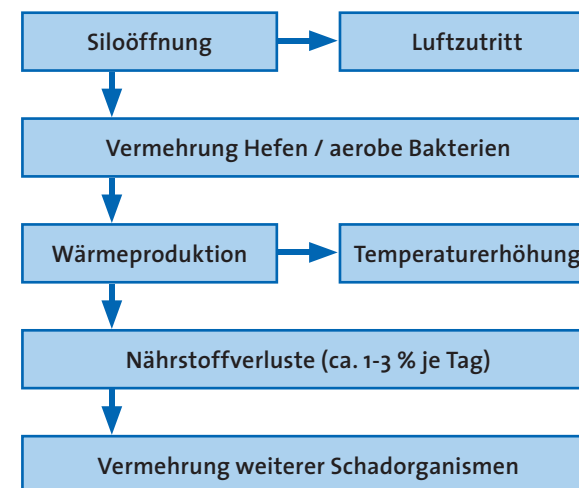 Siloöffnung
Luftzutritt
Vermehrung Hefen / aerobe Bakterien
Wärmeproduktion
Temperaturerhöhung
Nährstoffverluste (ca. 1-3 % je Tag)
Vermehrung weiterer Schadorganismen